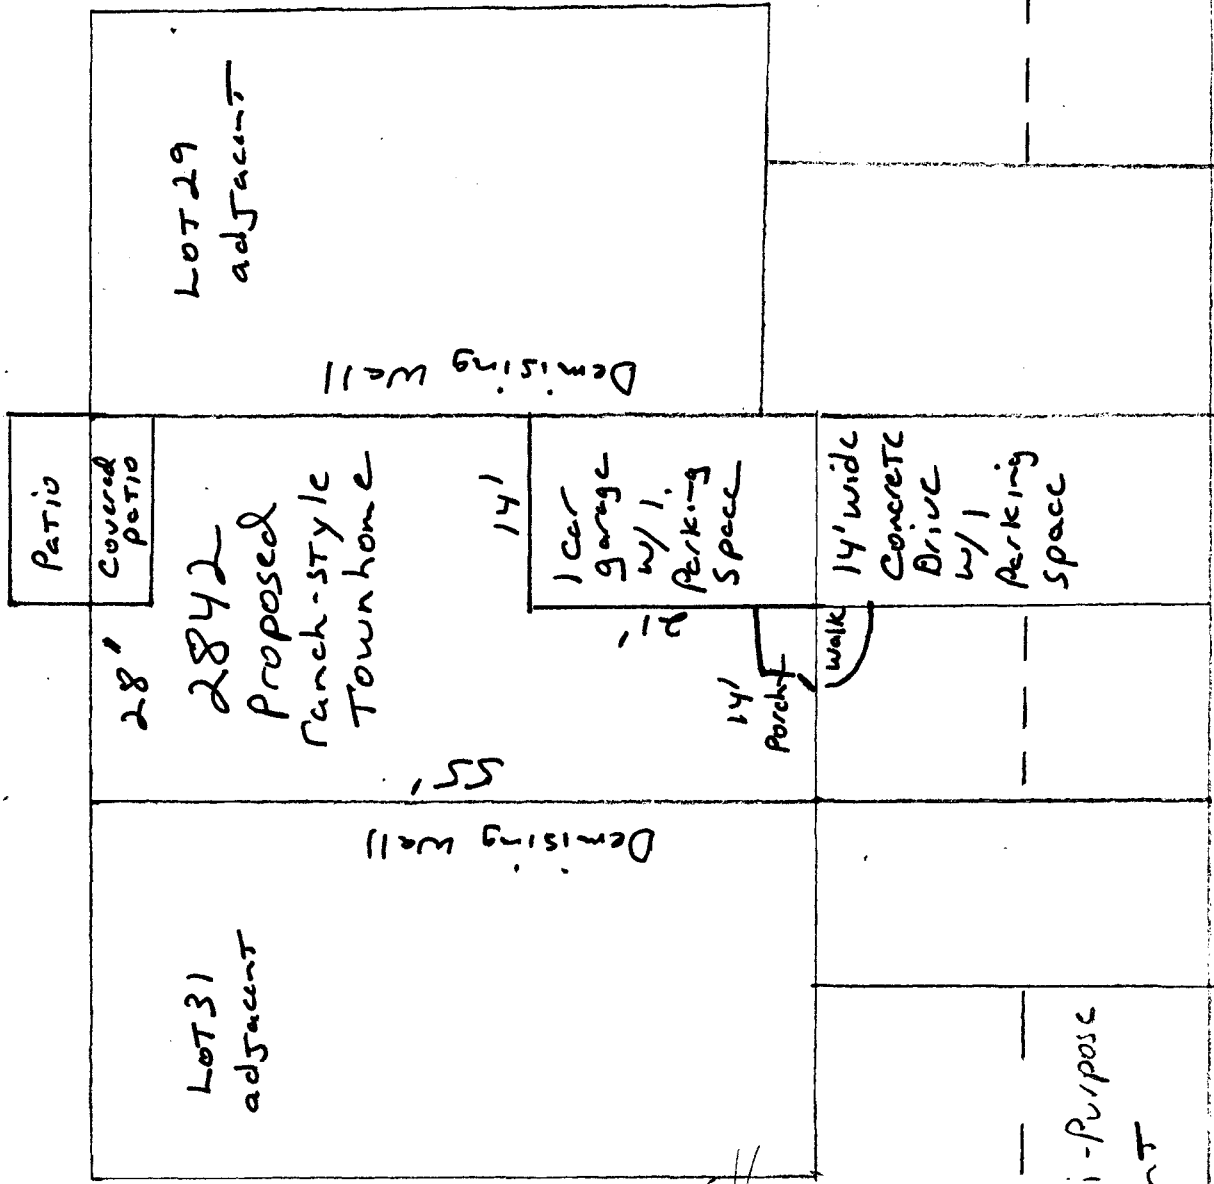 Patio
Covered
Patio
28'
2842
Proposed
ranch-style
Townhome
55'
14'
1 car
garage
w/ 1
Parking
Space
14'
Porch
Walk
14' wide
Concrete
Drive
w/ 1
Parking
Space
Demising Wall
Demising Wall
LOT 29
adjacent
LOT 31
adjacent
i-Purpose
nT